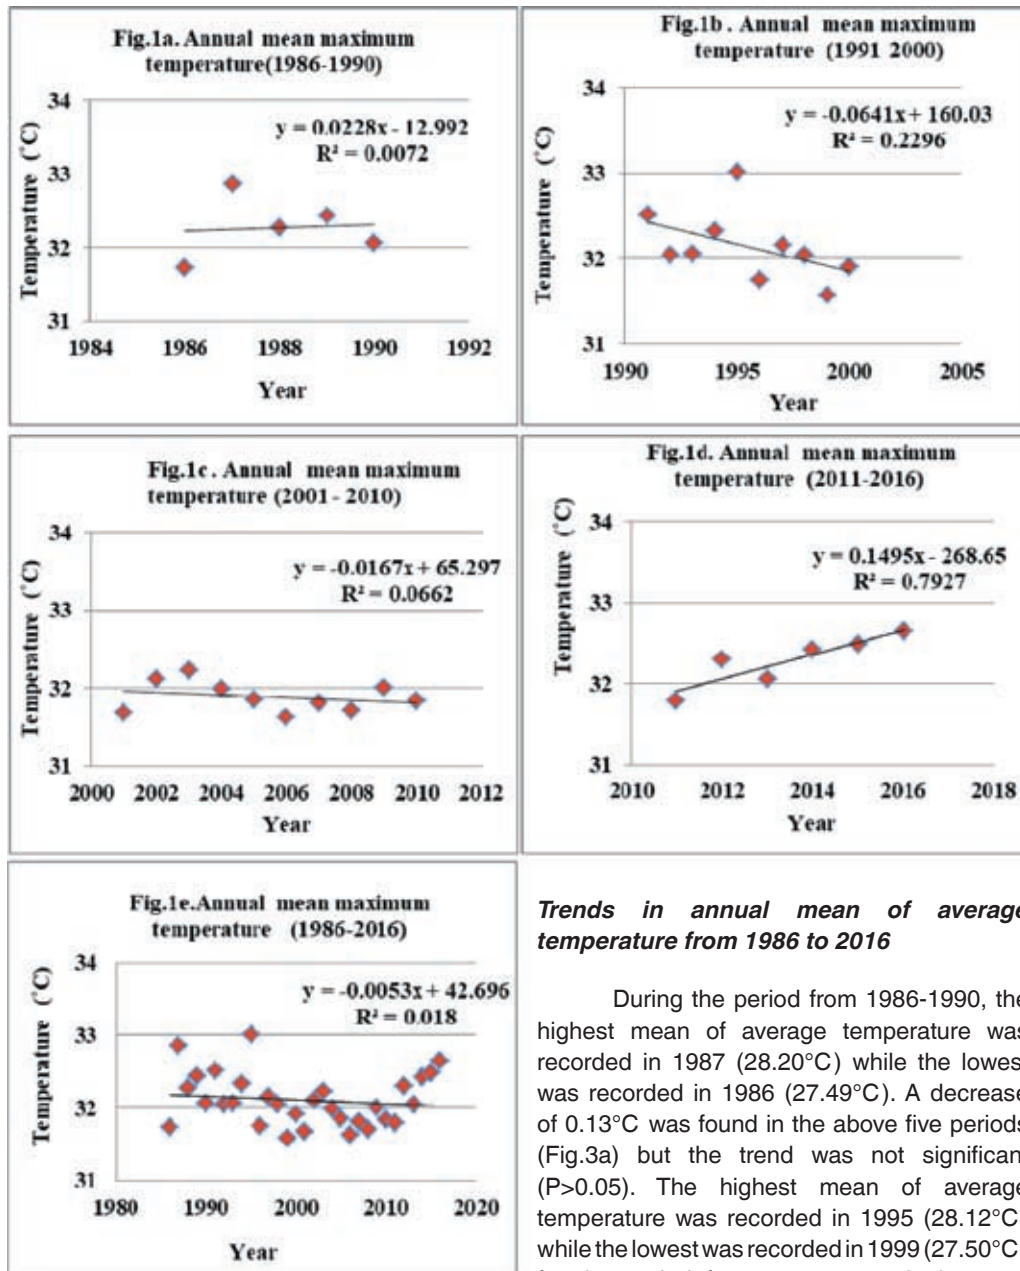 Fig.1a. Annual mean maximum
temperature(1986-1990)
34
33
32
31
Temperature (˚C)
y = 0.0228x - 12.992
R² = 0.0072
1984 1986 1988 1990 1992
Year
Fig.1b . Annual mean maximum
temperature (1991 2000)
34
33
32
31
Temperature (˚C)
y = -0.0641x + 160.03
R² = 0.2296
1990 1995 2000 2005
Year
Fig.1c . Annual mean maximum
temperature (2001 - 2010)
34
33
32
31
Temperature (˚C)
y = -0.0167x + 65.297
R² = 0.0662
2000 2002 2004 2006 2008 2010 2012
Year
Fig.1d. Annual mean maximum
temperature (2011-2016)
34
33
32
31
Temperature (˚C)
y = 0.1495x - 268.65
R² = 0.7927
2010 2012 2014 2016 2018
Year
Fig.1e.Annual mean maximum
temperature (1986-2016)
34
33
32
31
Temperature (˚C)
y = -0.0053x + 42.696
R² = 0.018
1980 1990 2000 2010 2020
Year
Trends in annual mean of average
temperature from 1986 to 2016
During the period from 1986-1990, the
highest mean of average temperature was
recorded in 1987 (28.20°C) while the lowes
was recorded in 1986 (27.49°C). A decrease
of 0.13°C was found in the above five periods
(Fig.3a) but the trend was not significan
(P>0.05). The highest mean of average
temperature was recorded in 1995 (28.12°C
while the lowest was recorded in 1999 (27.50°C